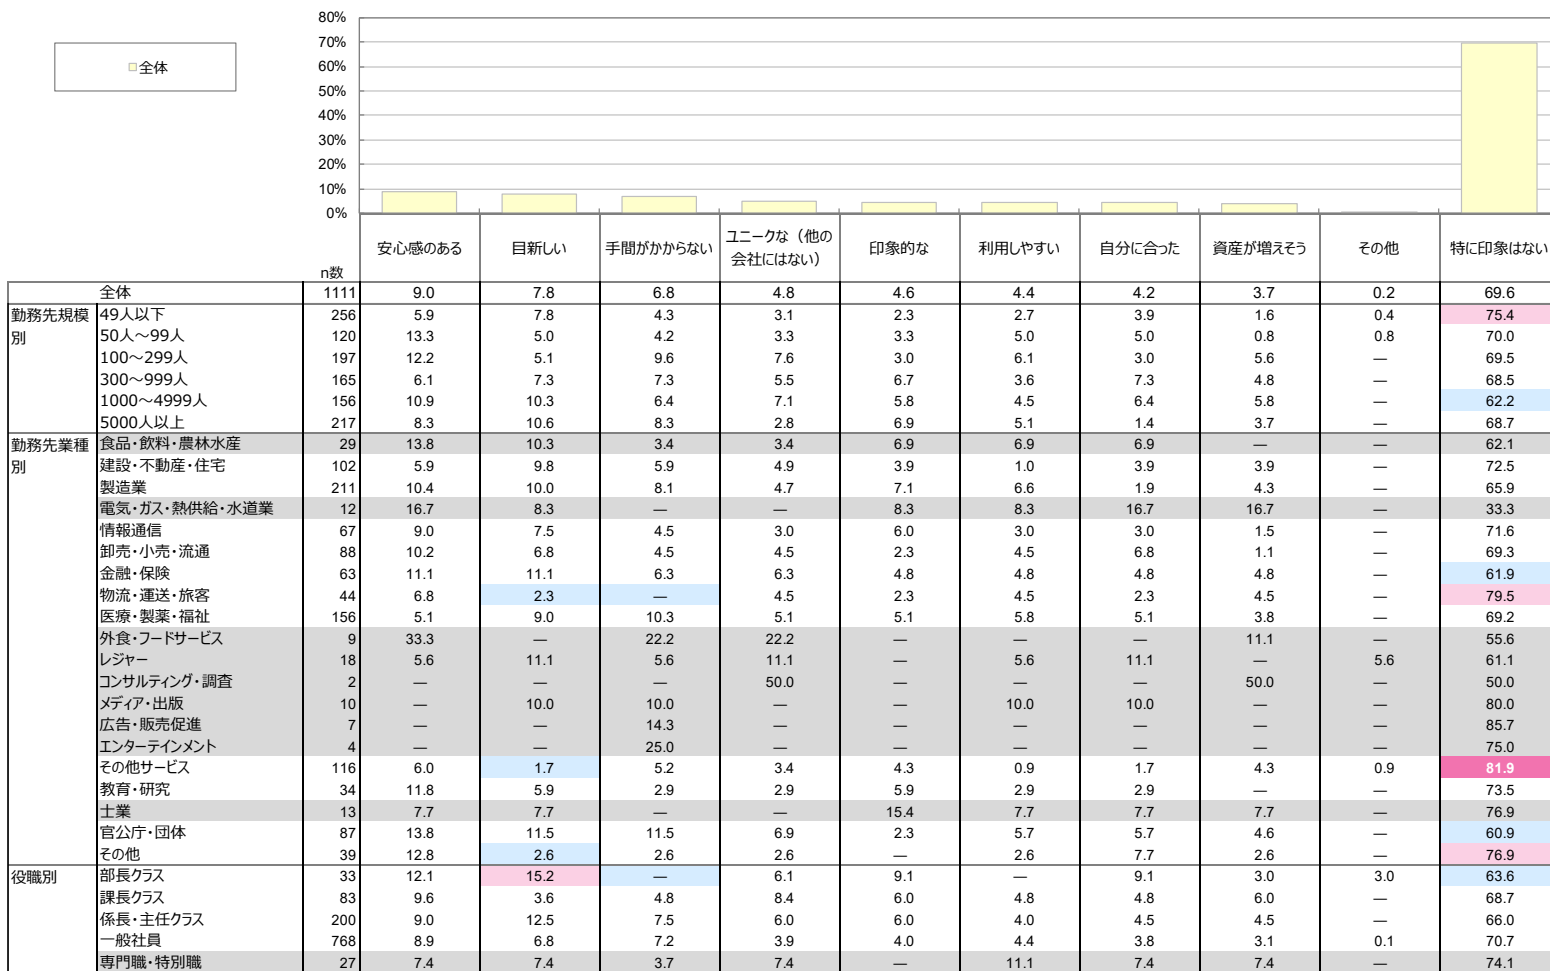 80%
70%
60%
50%
40%
30%
20%
10%
0%
全体
n数 安心感のある 目新しい 手間がかからない ユニークな（他の会社にはない） 印象的な 利用しやすい 自分に合った 資産が増えそう その他 特に印象はない
全体 1111 9.0 7.8 6.8 4.8 4.6 4.4 4.2 3.7 0.2 69.6
勤務先規模別 49人以下 256 5.9 7.8 4.3 3.1 2.3 2.7 3.9 1.6 0.4 75.4
50人～99人 120 13.3 5.0 4.2 3.3 3.3 5.0 5.0 0.8 0.8 70.0
100～299人 197 12.2 5.1 9.6 7.6 3.0 6.1 3.0 5.6 — 69.5
300～999人 165 6.1 7.3 7.3 5.5 6.7 3.6 7.3 4.8 — 68.5
1000～4999人 156 10.9 10.3 6.4 7.1 5.8 4.5 6.4 5.8 — 62.2
5000人以上 217 8.3 10.6 8.3 2.8 6.9 5.1 1.4 3.7 — 68.7
勤務先業種別 食品・飲料・農林水産 29 13.8 10.3 3.4 3.4 6.9 6.9 6.9 — — 62.1
建設・不動産・住宅 102 5.9 9.8 5.9 4.9 3.9 1.0 3.9 3.9 — 72.5
製造業 211 10.4 10.0 8.1 4.7 7.1 6.6 1.9 4.3 — 65.9
電気・ガス・熱供給・水道業 12 16.7 8.3 — — 8.3 8.3 16.7 16.7 — 33.3
情報通信 67 9.0 7.5 4.5 3.0 6.0 3.0 3.0 1.5 — 71.6
卸売・小売・流通 88 10.2 6.8 4.5 4.5 2.3 4.5 6.8 1.1 — 69.3
金融・保険 63 11.1 11.1 6.3 6.3 4.8 4.8 4.8 4.8 — 61.9
物流・運送・旅客 44 6.8 2.3 — 4.5 2.3 4.5 2.3 4.5 — 79.5
医療・製薬・福祉 156 5.1 9.0 10.3 5.1 5.1 5.8 5.1 3.8 — 69.2
外食・フードサービス 9 33.3 — 22.2 22.2 — — — 11.1 — 55.6
レジャー 18 5.6 11.1 5.6 11.1 — 5.6 11.1 — 5.6 61.1
コンサルティング・調査 2 — — — 50.0 — — — 50.0 — 50.0
メディア・出版 10 — 10.0 10.0 — — 10.0 10.0 — — 80.0
広告・販売促進 7 — — 14.3 — — — — — — 85.7
エンターテインメント 4 — — 25.0 — — — — — — 75.0
その他サービス 116 6.0 1.7 5.2 3.4 4.3 0.9 1.7 4.3 0.9 81.9
教育・研究 34 11.8 5.9 2.9 2.9 5.9 2.9 2.9 — — 73.5
士業 13 7.7 7.7 — — 15.4 7.7 7.7 7.7 — 76.9
官公庁・団体 87 13.8 11.5 11.5 6.9 2.3 5.7 5.7 4.6 — 60.9
その他 39 12.8 2.6 2.6 2.6 — 2.6 7.7 2.6 — 76.9
役職別 部長クラス 33 12.1 15.2 — 6.1 9.1 — 9.1 3.0 3.0 63.6
課長クラス 83 9.6 3.6 4.8 8.4 6.0 4.8 4.8 6.0 — 68.7
係長・主任クラス 200 9.0 12.5 7.5 6.0 6.0 4.0 4.5 4.5 — 66.0
一般社員 768 8.9 6.8 7.2 3.9 4.0 4.4 3.8 3.1 0.1 70.7
専門職・特別職 27 7.4 7.4 3.7 7.4 — 11.1 7.4 7.4 — 74.1